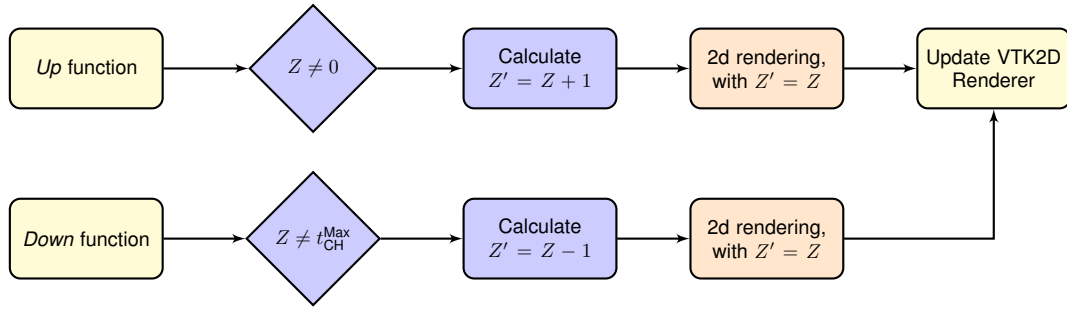 Up function
Z ≠ 0
Calculate
Z′ = Z + 1
2d rendering,
with Z′ = Z
Update VTK2D
Renderer
Down function
Z ≠ t_CH^Max
Calculate
Z′ = Z − 1
2d rendering,
with Z′ = Z